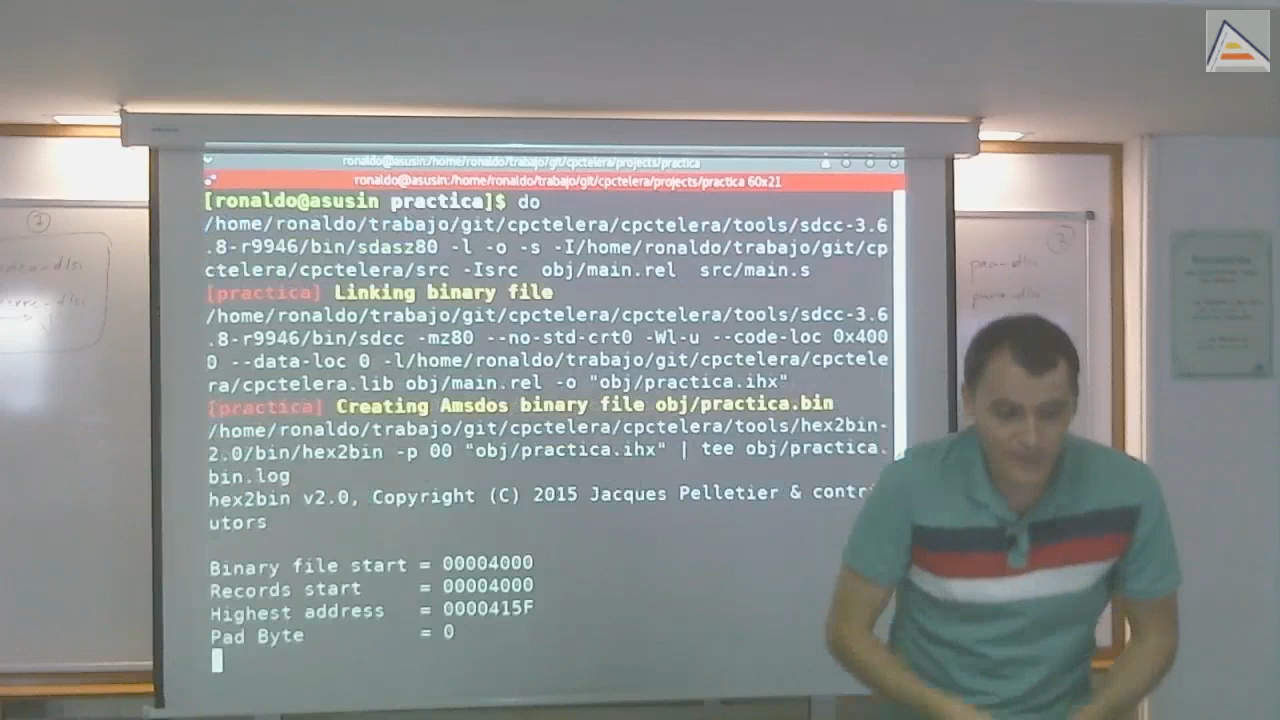 ronaldo@asusin:/home/ronaldo/trabajo/git/cpctelera/projects/practica
ronaldo@asusin:/home/ronaldo/trabajo/git/cpctelera/projects/practica 60x21
[ronaldo@asusin practica]$ do
/home/ronaldo/trabajo/git/cpctelera/cpctelera/tools/sdcc-3.6
.8-r9946/bin/sdasz80 -l -o -s -I/home/ronaldo/trabajo/git/cp
ctelera/cpctelera/src -Isrc  obj/main.rel  src/main.s
[practica] Linking binary file
/home/ronaldo/trabajo/git/cpctelera/cpctelera/tools/sdcc-3.6
.8-r9946/bin/sdcc -mz80 --no-std-crt0 -Wl-u --code-loc 0x400
0 --data-loc 0 -l/home/ronaldo/trabajo/git/cpctelera/cpctele
ra/cpctelera.lib obj/main.rel -o "obj/practica.ihx"
[practica] Creating Amsdos binary file obj/practica.bin
/home/ronaldo/trabajo/git/cpctelera/cpctelera/tools/hex2bin-
2.0/bin/hex2bin -p 00 "obj/practica.ihx" | tee obj/practica.
bin.log
hex2bin v2.0, Copyright (C) 2015 Jacques Pelletier & contri
utors
Binary file start = 00004000
Records start     = 00004000
Highest address   = 0000415F
Pad Byte          = 0